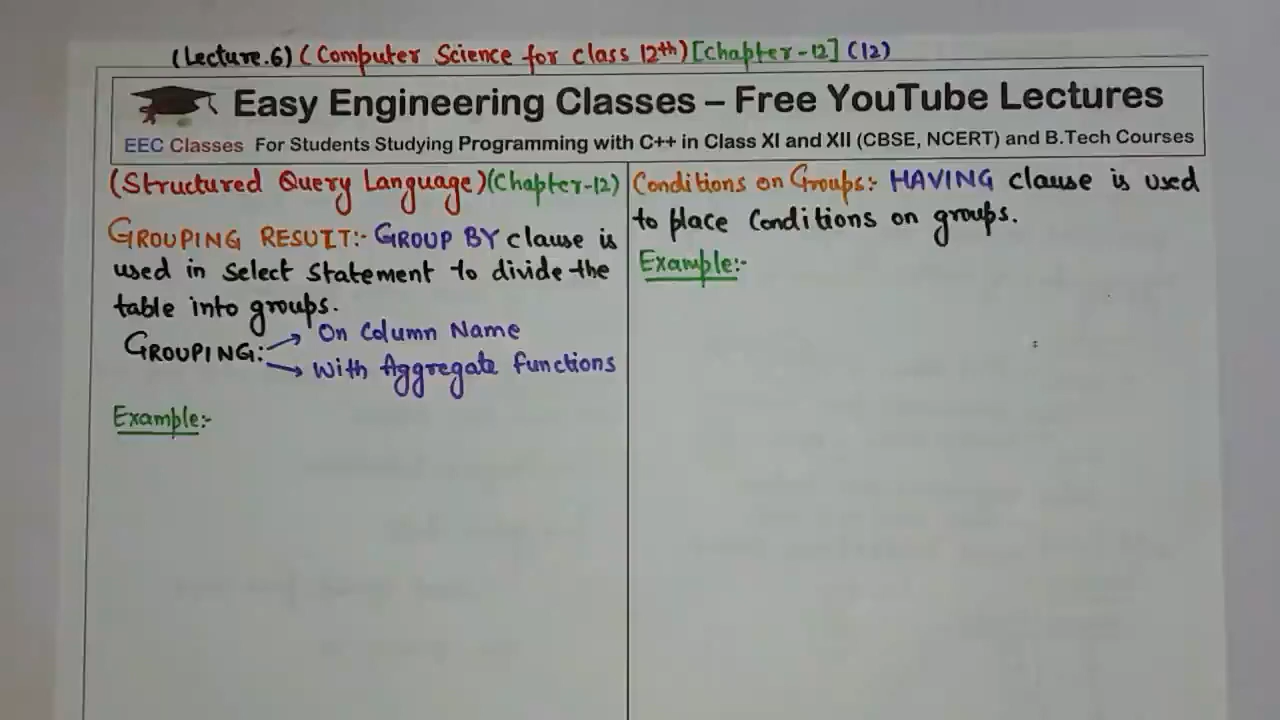 (Lecture.6) (Computer Science for class 12th) [Chapter-12] (12)
Easy Engineering Classes – Free YouTube Lectures
EEC Classes For Students Studying Programming with C++ in Class XI and XII (CBSE, NCERT) and B.Tech Courses
(Structured Query Language) (Chapter-12)
GROUPING RESULT:- GROUP BY clause is
used in Select Statement to divide the
table into groups.
GROUPING: → On Column Name
→ With Aggregate functions
Example:-
Conditions on Groups:- HAVING clause is used
to place Conditions on groups.
Example:-